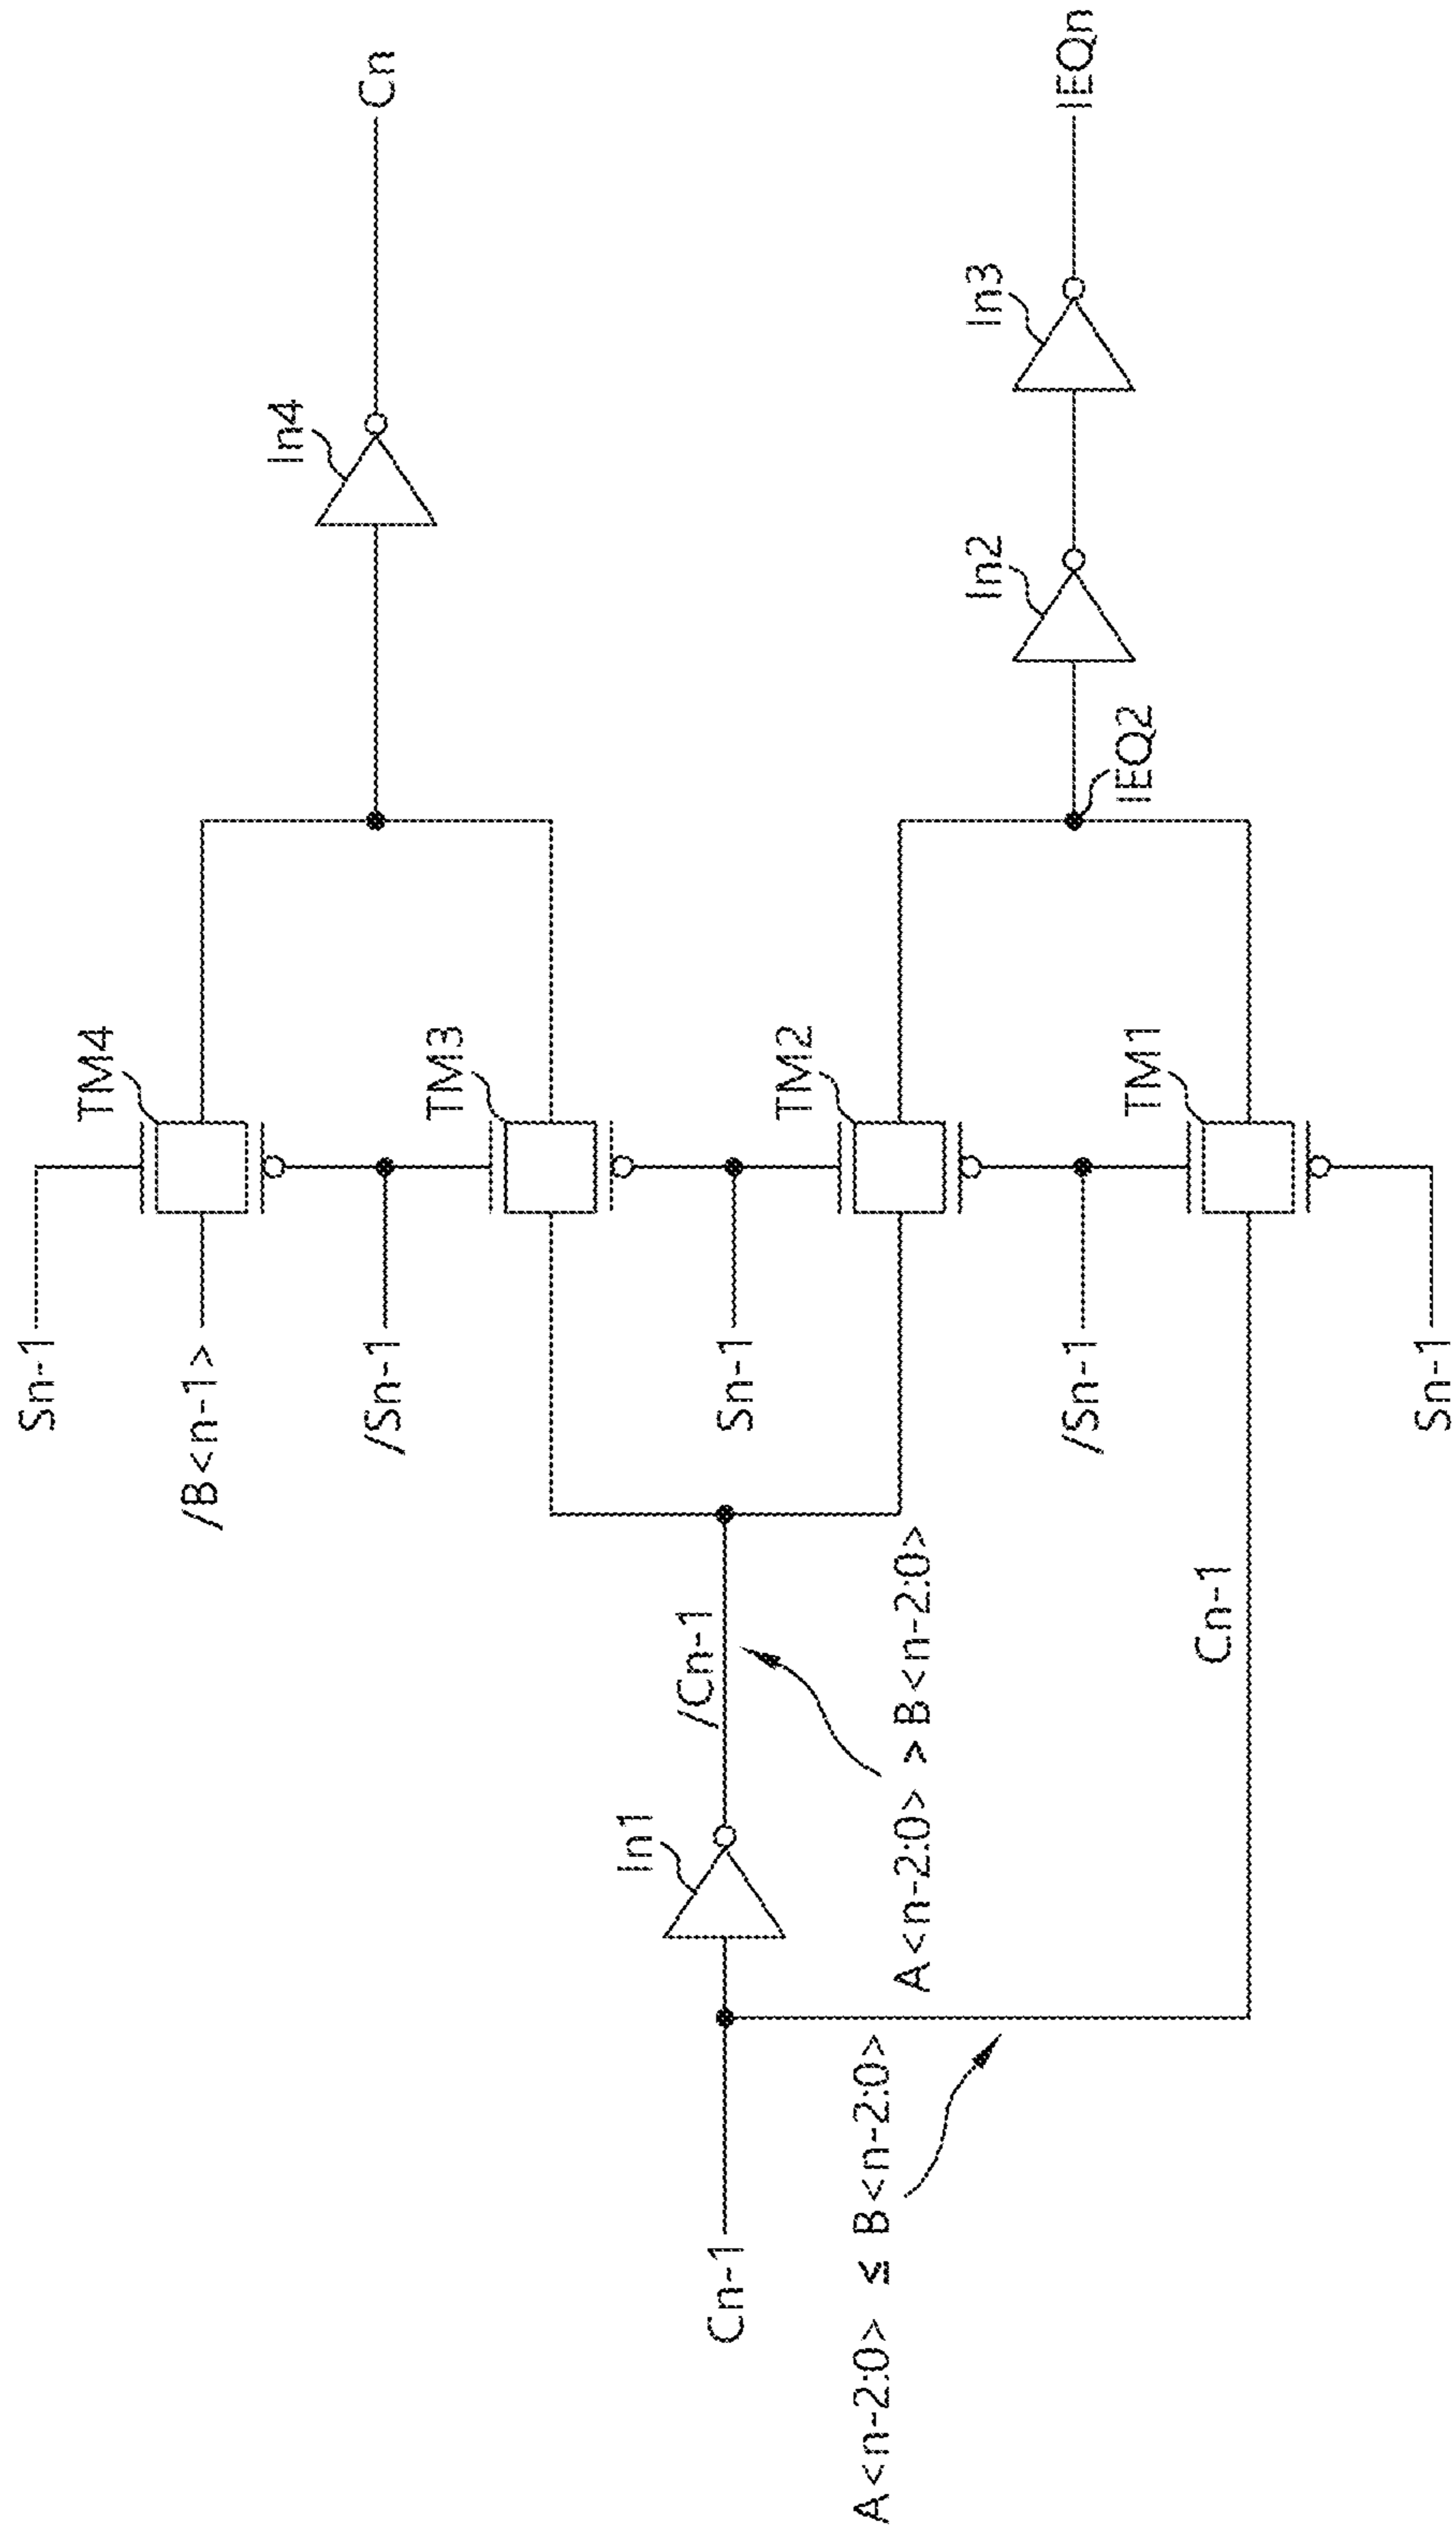 Sn-1
/B<n-1>
TM4
/Sn-1
TM3
In4
Cn
Cn-1
In1
/Cn-1
Sn-1
TM2
A<n-2:0> ≤ B<n-2:0>
A<n-2:0> > B<n-2:0>
/Sn-1
TM1
IEQ2
In2
In3
IEQn
Cn-1
Sn-1